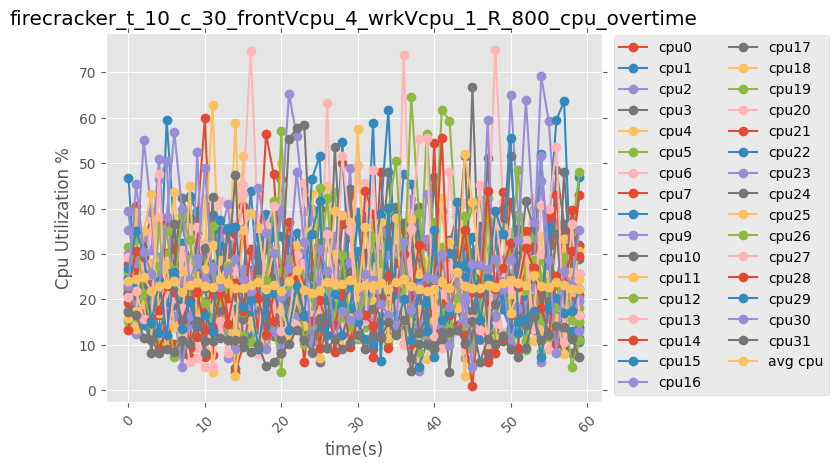 firecracker_t_10_c_30_frontVcpu_4_wrkVcpu_1_R_800_cpu_overtime
Cpu Utilization %
70
60
50
40
30
20
10
0
0
10
20
30
40
50
60
time(s)
cpu0
cpu1
cpu2
cpu3
cpu4
cpu5
cpu6
cpu7
cpu8
cpu9
cpu10
cpu11
cpu12
cpu13
cpu14
cpu15
cpu16
cpu17
cpu18
cpu19
cpu20
cpu21
cpu22
cpu23
cpu24
cpu25
cpu26
cpu27
cpu28
cpu29
cpu30
cpu31
avg cpu